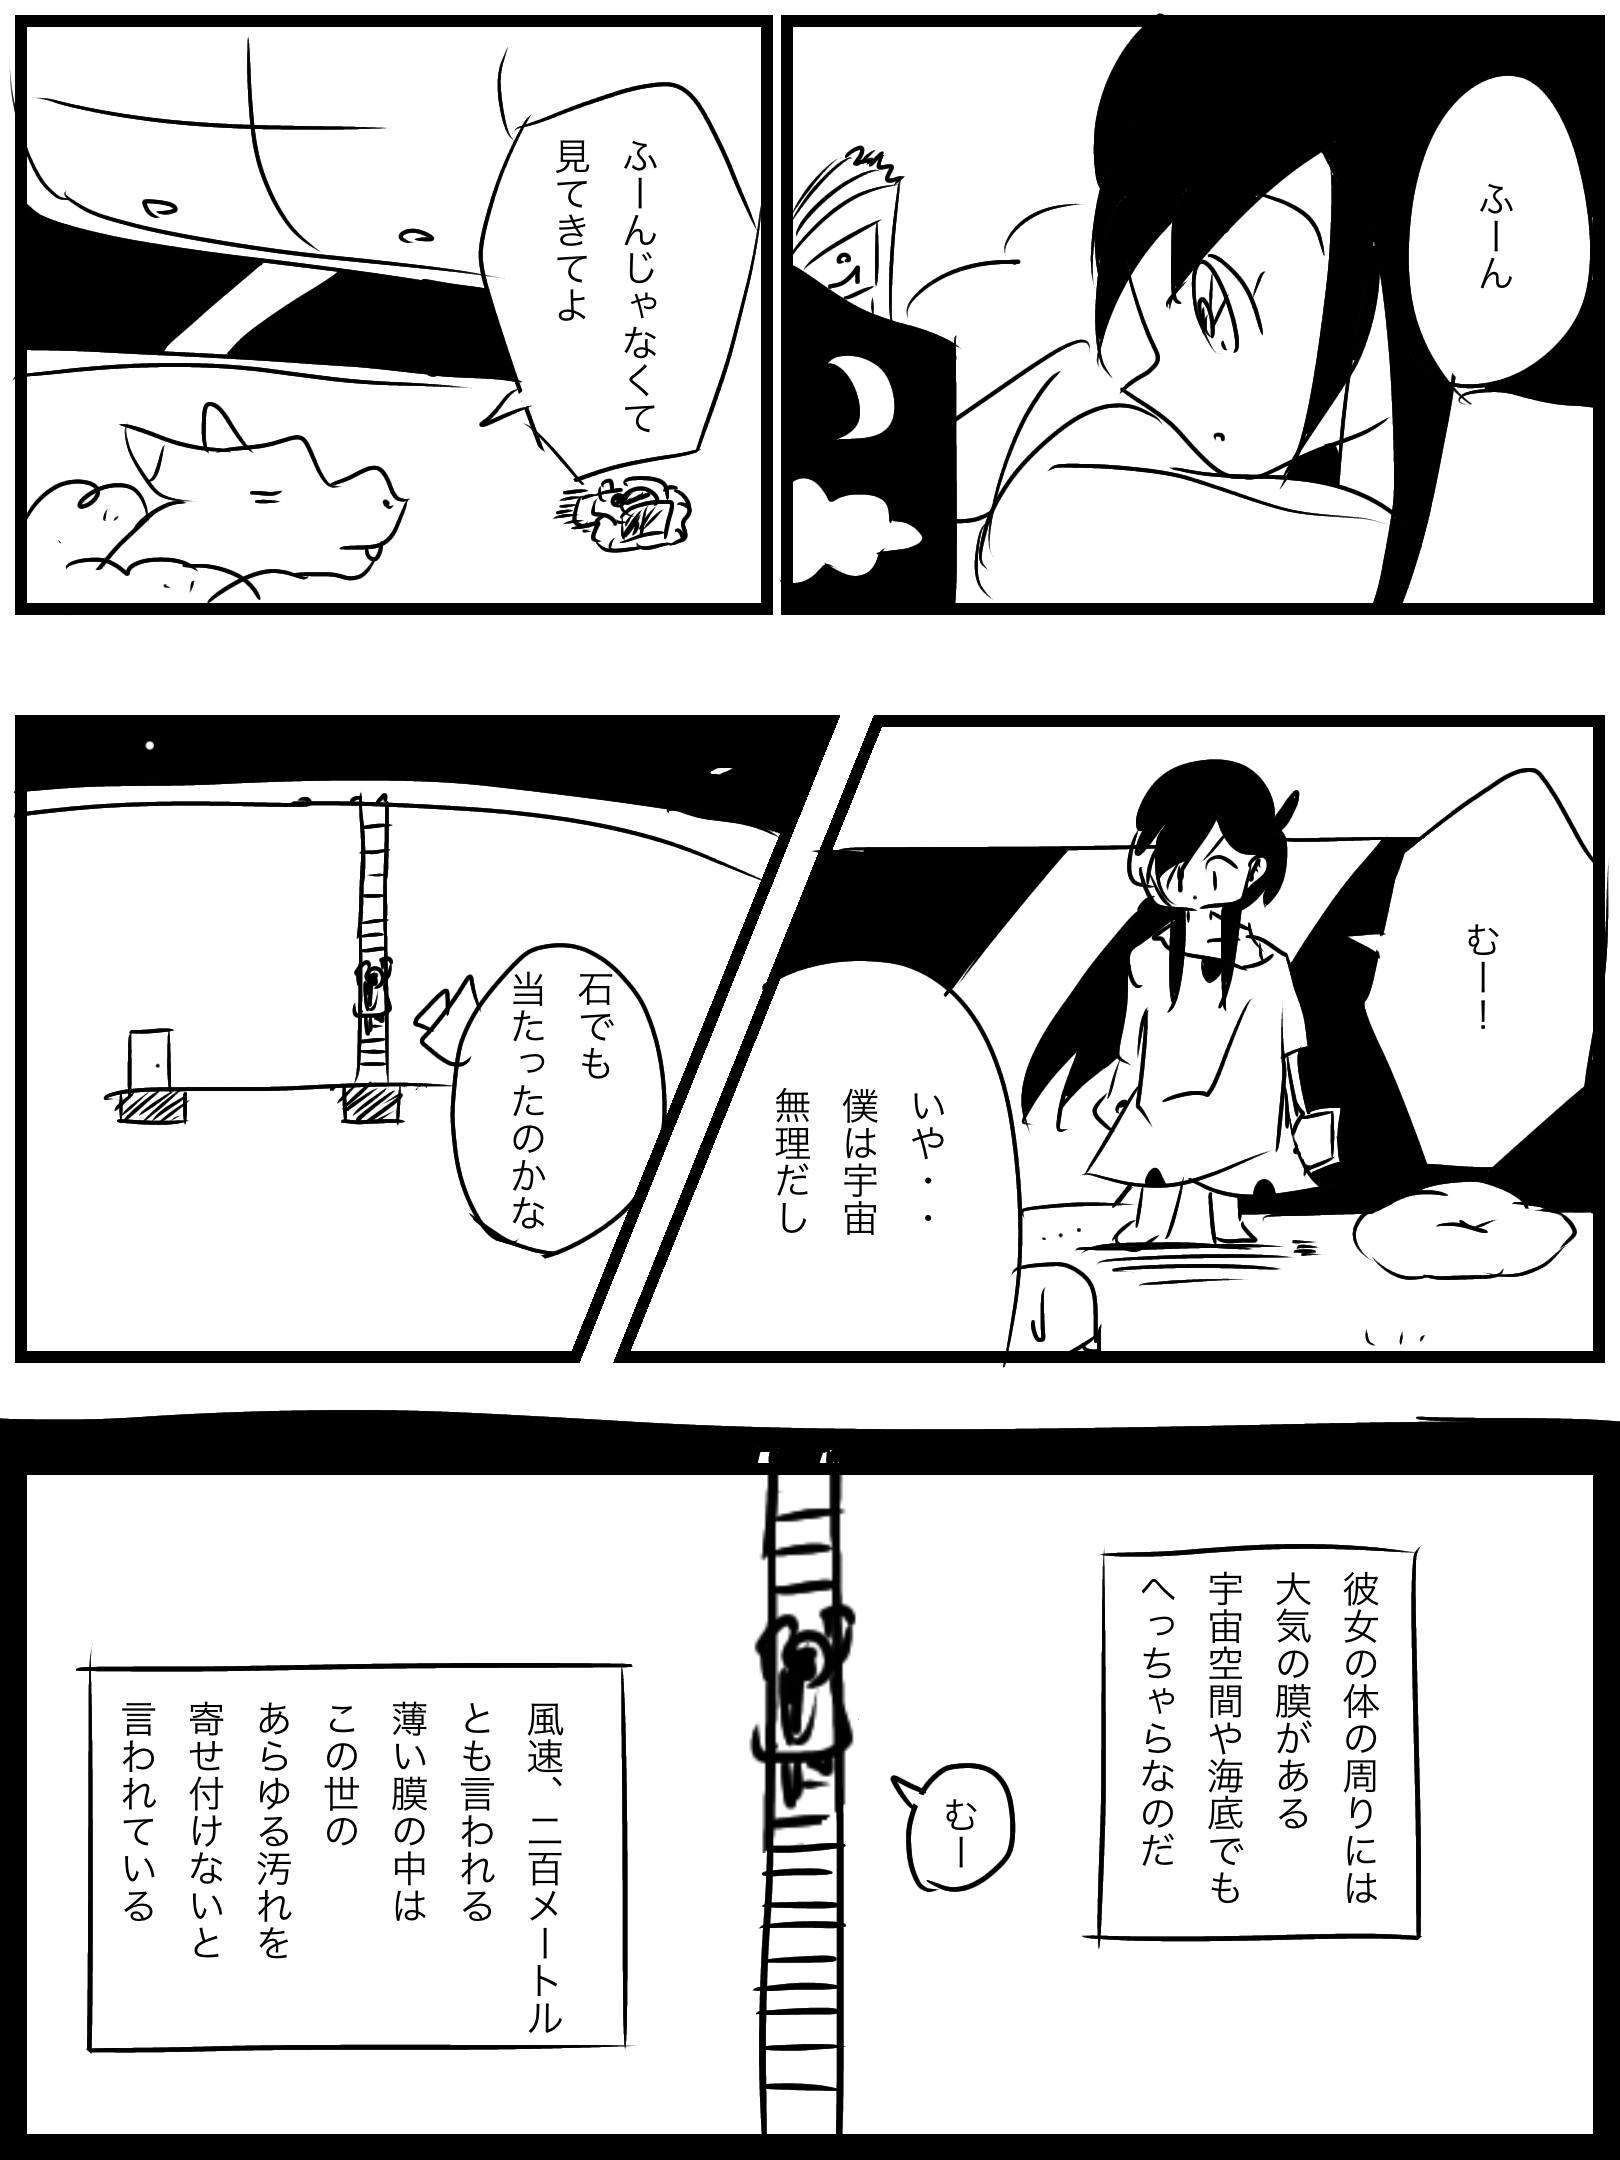 ふーん
ふーんじゃなくて
見てきてよ
むー！
いや・・
僕は宇宙
無理だし
石でも
当たったのかな
彼女の体の周りには
大気の膜がある
宇宙空間や海底でも
へっちゃらなのだ
むー
風速、二百メートル
とも言われる
薄い膜の中は
この世の
あらゆる汚れを
寄せ付けないと
言われている